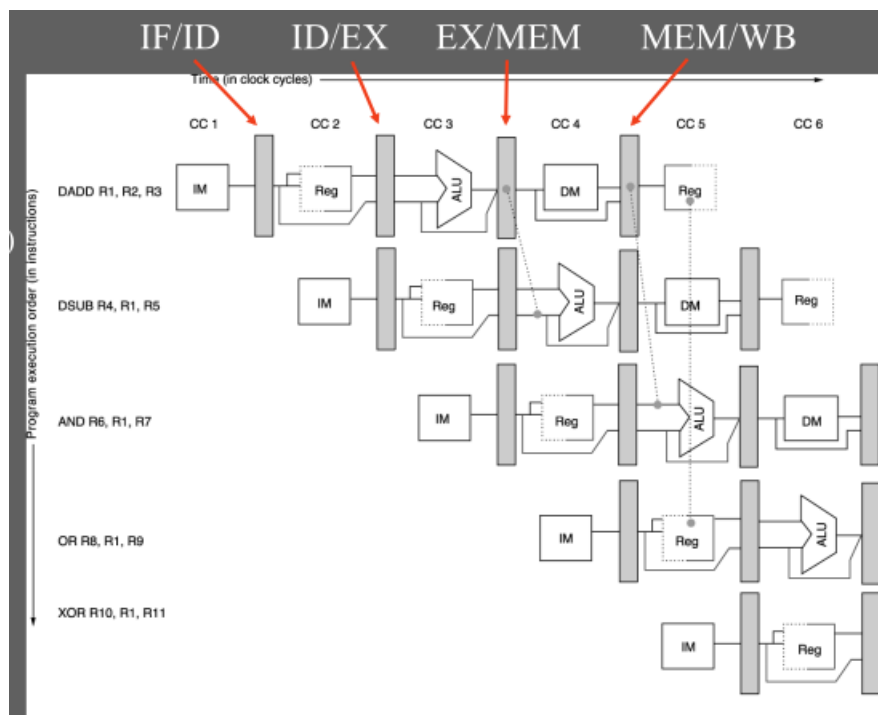 IF/ID ID/EX EX/MEM MEM/WB
Time (in clock cycles)
CC 1 CC 2 CC 3 CC 4 CC 5 CC 6
Program execution order (in instructions)
DADD R1, R2, R3 IM Reg ALU DM Reg
DSUB R4, R1, R5 IM Reg ALU DM Reg
AND R6, R1, R7 IM Reg ALU DM
OR R8, R1, R9 IM Reg ALU
XOR R10, R1, R11 IM Reg